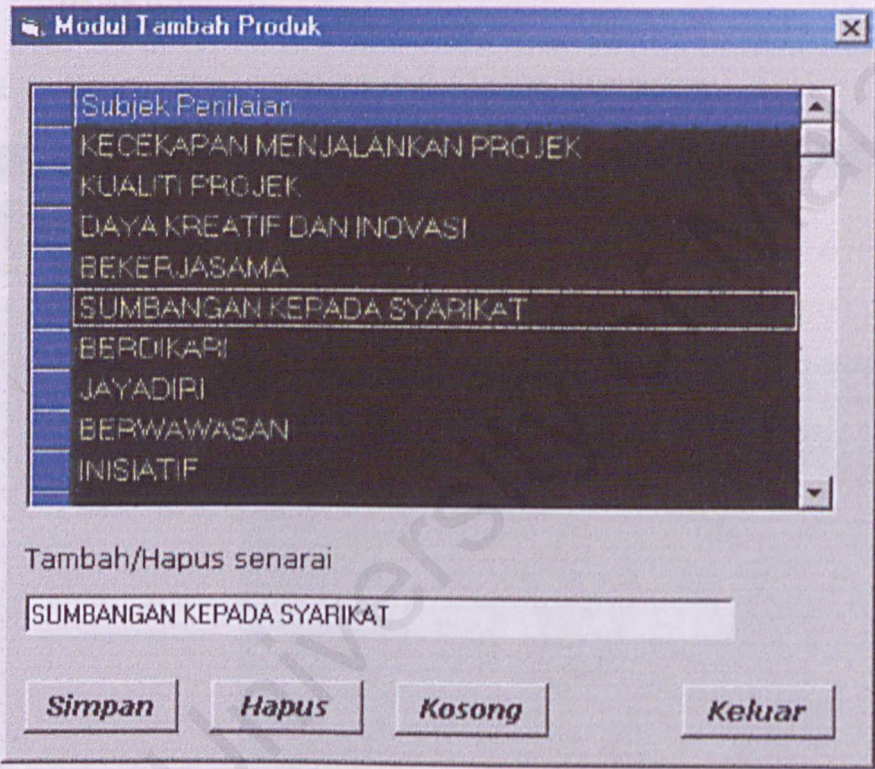 Modul Tambah Produk
Subjek Penilaian
KECEKAPAN MENJALANKAN PROJEK
KUALITI PROJEK
DAYA KREATIF DAN INOVASI
BEKERJASAMA
SUMBANGAN KEPADA SYARIKAT
BERDIKARI
JAYADIRI
BERWAWASAN
INISIATIF
Tambah/Hapus senarai
SUMBANGAN KEPADA SYARIKAT
Simpan Hapus Kosong Keluar